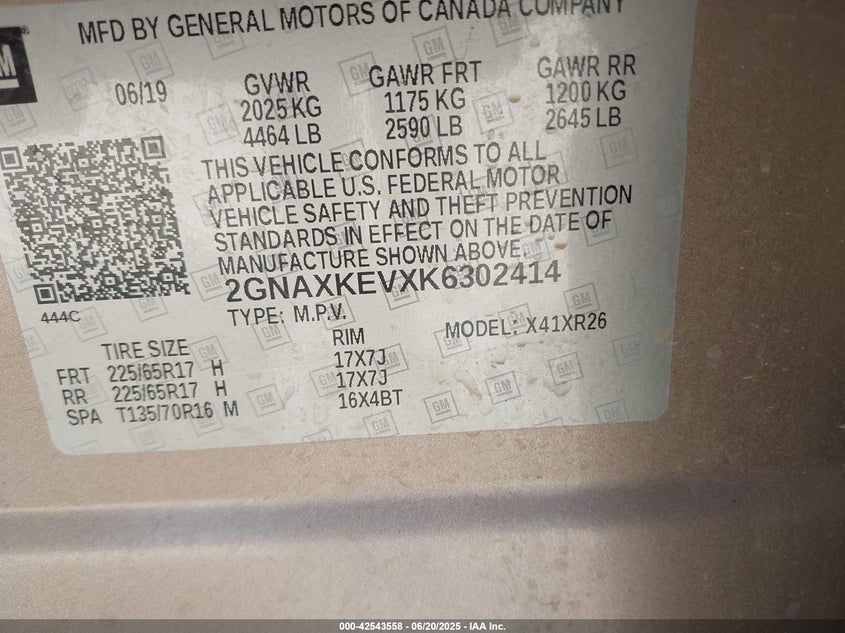 MFD BY GENERAL MOTORS OF CANADA COMPANY
GM
06/19
GVWR GAWR FRT GAWR RR
2025 KG 1175 KG 1200 KG
4464 LB 2590 LB 2645 LB
THIS VEHICLE CONFORMS TO ALL
APPLICABLE U.S. FEDERAL MOTOR
VEHICLE SAFETY AND THEFT PREVENTION
STANDARDS IN EFFECT ON THE DATE OF
MANUFACTURE SHOWN ABOVE.
2GNAXKEVXK6302414
444C
TYPE: M.P.V. MODEL: X41XR26
TIRE SIZE RIM
FRT 225/65R17 H 17X7J
RR 225/65R17 H 17X7J
SPA T135/70R16 M 16X4BT
000-42543558 - 06/20/2025 - IAA Inc.